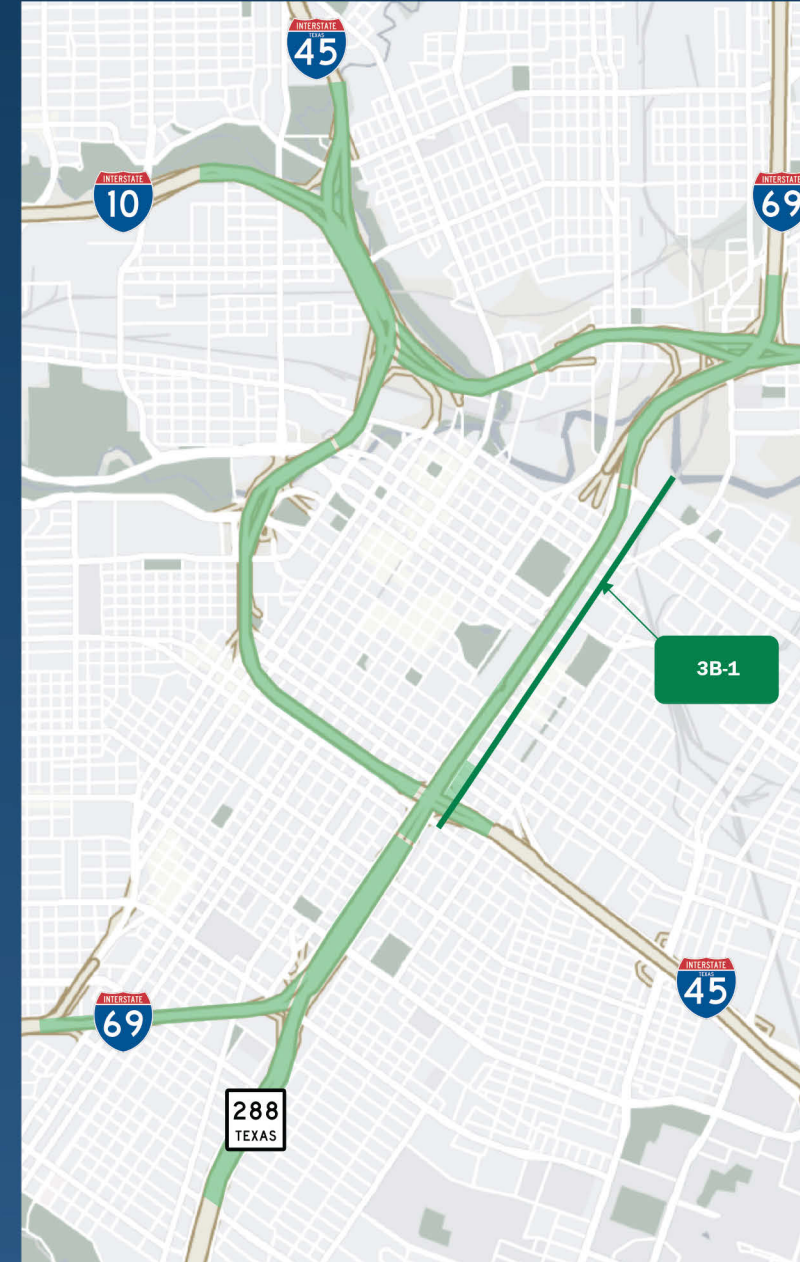 INTERSTATE
TEXAS
45
INTERSTATE
10
INTERSTATE
69
3B-1
INTERSTATE
TEXAS
45
INTERSTATE
69
288
TEXAS